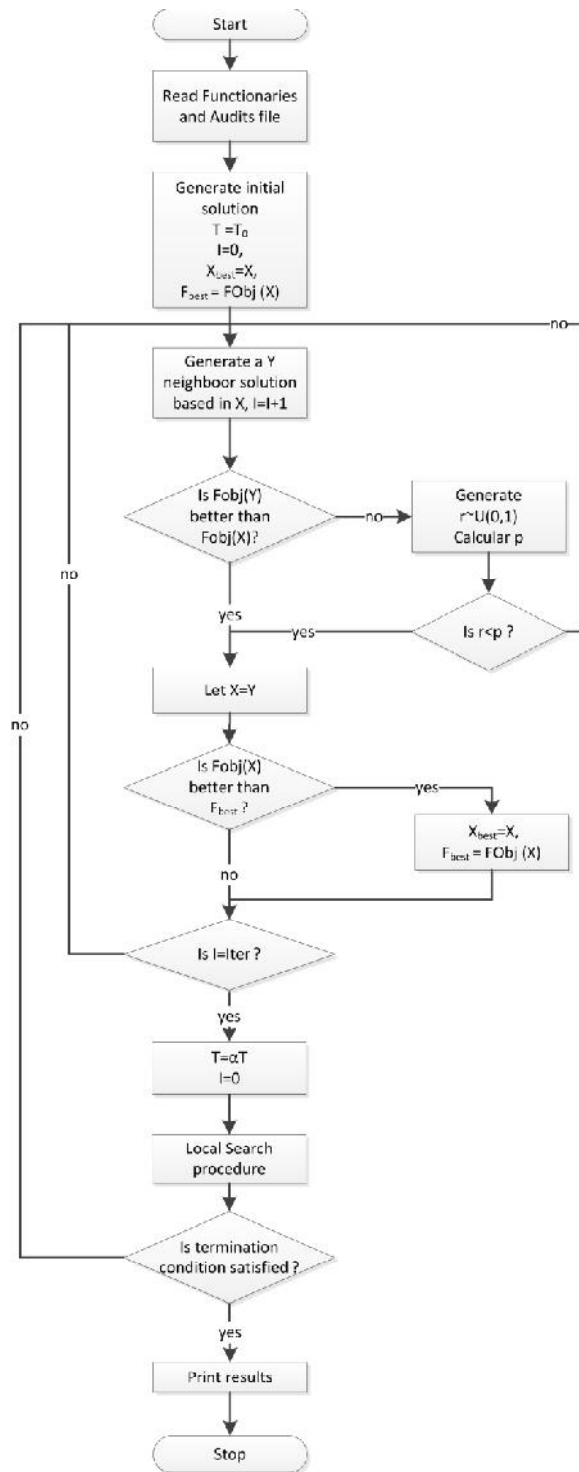 Start
Read Functionaries
and Audits file
Generate initial
solution
T =T₀
I=0,
Xbest=X,
Fbest = FObj (X)
no
Generate a Y
neighboor solution
based in X, I=I+1
Is Fobj(Y)
better than
Fobj(X)?
no
Generate
r~U(0,1)
Calcular p
no
yes
yes
Is r<p ?
Let X=Y
no
Is Fobj(X)
better than
Fbest ?
yes
Xbest=X,
Fbest = FObj (X)
no
Is I=Iter ?
yes
T=αT
I=0
Local Search
procedure
Is termination
condition satisfied ?
yes
Print results
Stop